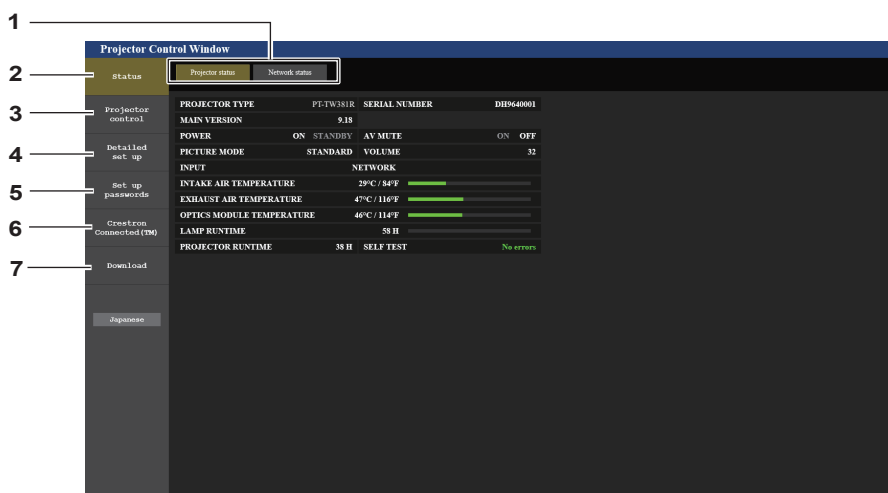 1
Projector Control Window
2
Status
Projector status Network status
3
Projector
control
4
Detailed
set up
5
Set up
passwords
6
Crestron
Connected(TM)
7
Download
Japanese
PROJECTOR TYPE PT-TW381R SERIAL NUMBER DH9640001
MAIN VERSION 9.18
POWER ON STANDBY AV MUTE ON OFF
PICTURE MODE STANDARD VOLUME 32
INPUT NETWORK
INTAKE AIR TEMPERATURE 29°C / 84°F
EXHAUST AIR TEMPERATURE 47°C / 116°F
OPTICS MODULE TEMPERATURE 46°C / 114°F
LAMP RUNTIME 58 H
PROJECTOR RUNTIME 38 H SELF TEST No errors